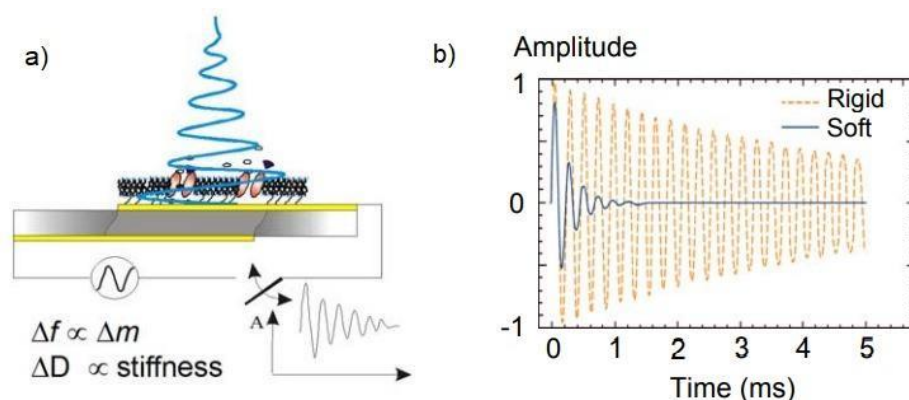 a)
A
Δf ∝ Δm
ΔD ∝ stiffness
b)
Amplitude
Rigid
Soft
1
0
-1
0 1 2 3 4 5
Time (ms)